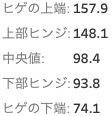 ヒゲの上端: 157.9
上部ヒンジ: 148.1
中央値: 98.4
下部ヒンジ: 93.8
ヒゲの下端: 74.1